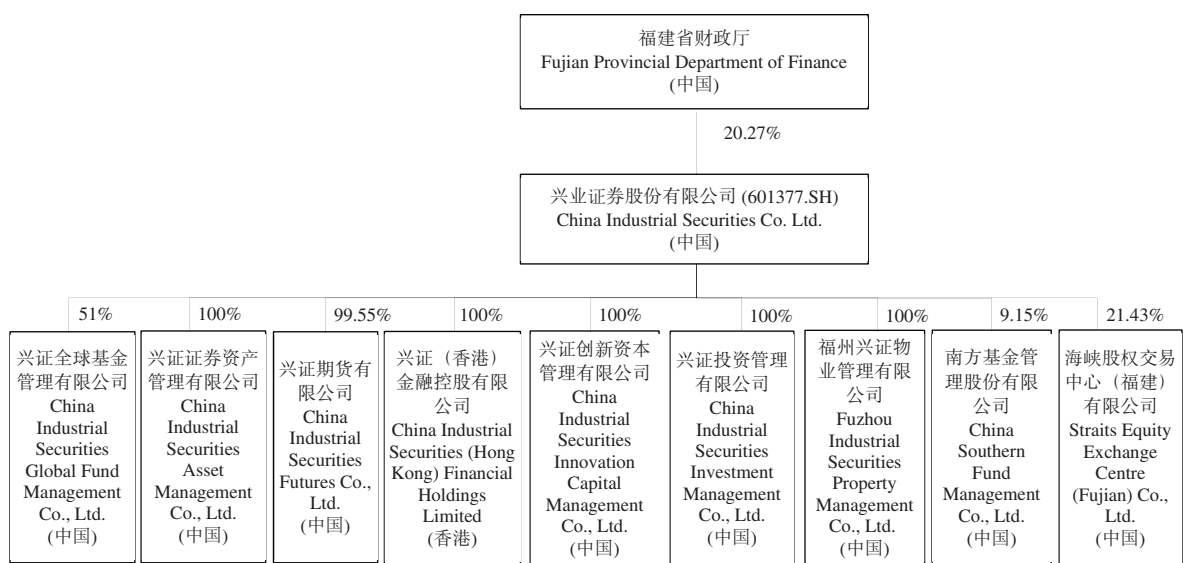 福建省财政厅
Fujian Provincial Department of Finance
(中国)
20.27%
兴业证券股份有限公司 (601377.SH)
China Industrial Securities Co. Ltd.
(中国)
51%
兴证全球基金
管理有限公司
China
Industrial
Securities
Global Fund
Management
Co., Ltd.
(中国)
100%
兴证证券资产
管理有限公司
China
Industrial
Securities
Asset
Management
Co., Ltd.
(中国)
99.55%
兴证期货有
限公司
China
Industrial
Securities
Futures Co.,
Ltd.
(中国)
100%
兴证（香港）
金融控股有限
公司
China Industrial
Securities (Hong
Kong) Financial
Holdings
Limited
(香港)
100%
兴证创新资本
管理有限公司
China
Industrial
Securities
Innovation
Capital
Management
Co., Ltd.
(中国)
100%
兴证投资管理
有限公司
China
Industrial
Securities
Investment
Management
Co., Ltd.
(中国)
100%
福州兴证物
业管理有限
公司
Fuzhou
Industrial
Securities
Property
Management
Co., Ltd.
(中国)
9.15%
南方基金管
理股份有限
公司
China
Southern
Fund
Management
Co., Ltd.
(中国)
21.43%
海峡股权交易
中心（福建）
有限公司
Straits Equity
Exchange
Centre
(Fujian) Co.,
Ltd.
(中国)